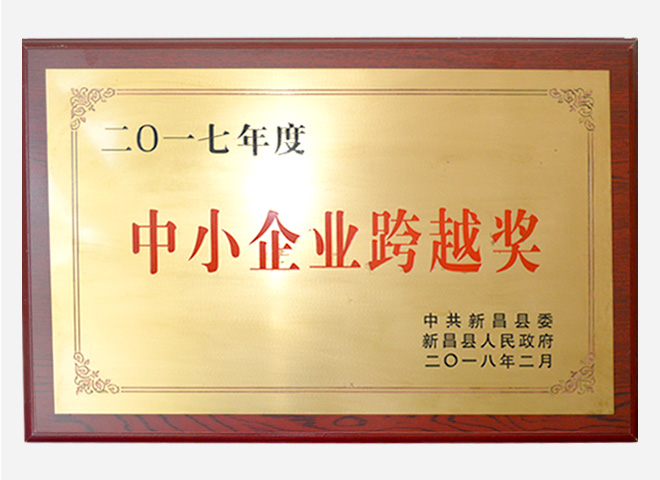 二〇一七年度
中小企业跨越奖
中共新昌县委
新昌县人民政府
二〇一八年二月